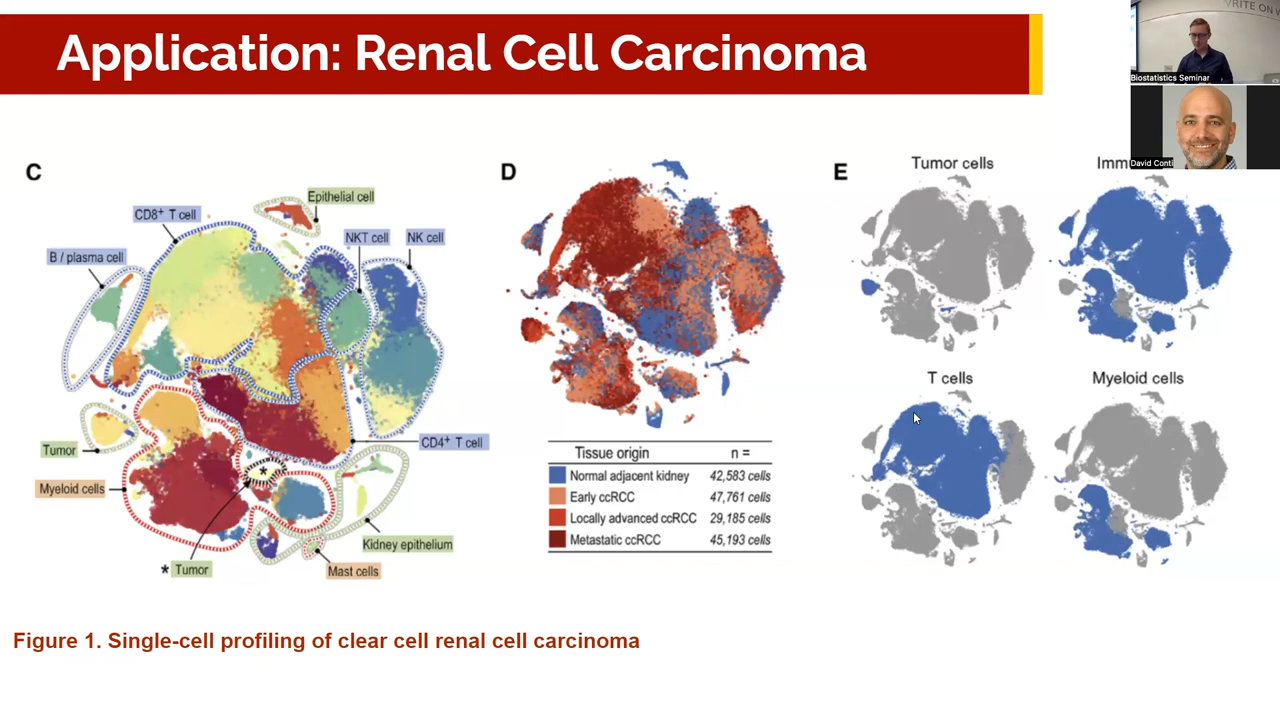 Application: Renal Cell Carcinoma
WRITE ON
Biostatistics Seminar
David Conti
C
Epithelial cell
CD8⁺ T cell
NKT cell
NK cell
B / plasma cell
Tumor
CD4⁺ T cell
Myeloid cells
Kidney epithelium
* Tumor
Mast cells
*
D
Tissue origin n =
Normal adjacent kidney 42,583 cells
Early ccRCC 47,761 cells
Locally advanced ccRCC 29,185 cells
Metastatic ccRCC 45,193 cells
E
Tumor cells
T cells
Myeloid cells
Figure 1. Single-cell profiling of clear cell renal cell carcinoma